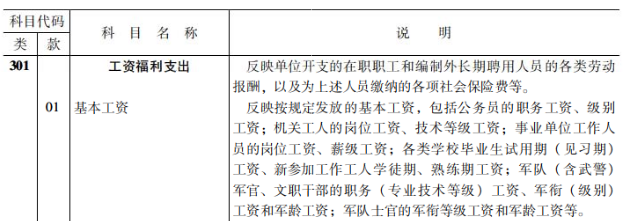 科目代码 科目名称 说明
类 款
301 工资福利支出 反映单位开支的在职职工和编制外长期聘用人员的各类劳动
报酬，以及为上述人员缴纳的各项社会保险费等。
01 基本工资 反映按规定发放的基本工资，包括公务员的职务工资、级别
工资；机关工人的岗位工资、技术等级工资；事业单位工作人
员的岗位工资、薪级工资；各类学校毕业生试用期（见习期）
工资、新参加工作工人学徒期、熟练期工资；军队（含武警）
军官、文职干部的职务（专业技术等级）工资、军衔（级别）
工资和军龄工资；军队士官的军衔等级工资和军龄工资等。